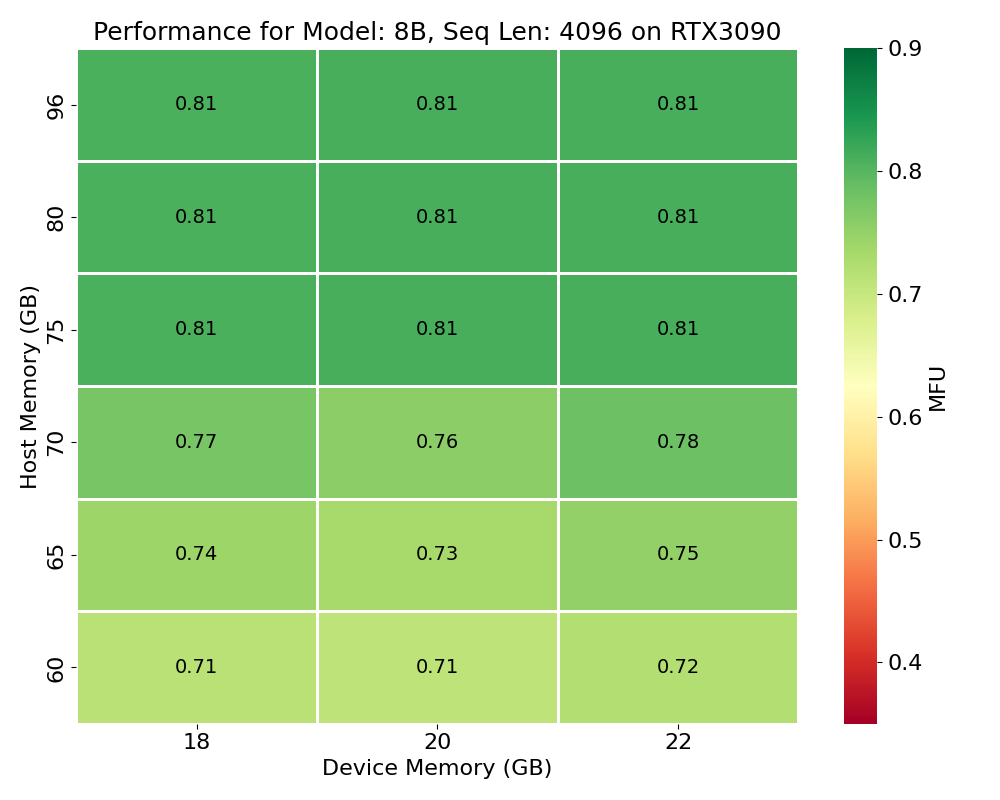 Performance for Model: 8B, Seq Len: 4096 on RTX3090
96 0.81 0.81 0.81
80 0.81 0.81 0.81
75 0.81 0.81 0.81
70 0.77 0.76 0.78
65 0.74 0.73 0.75
60 0.71 0.71 0.72
18 20 22
Device Memory (GB)
Host Memory (GB)
0.9
0.8
0.7
0.6
0.5
0.4
MFU